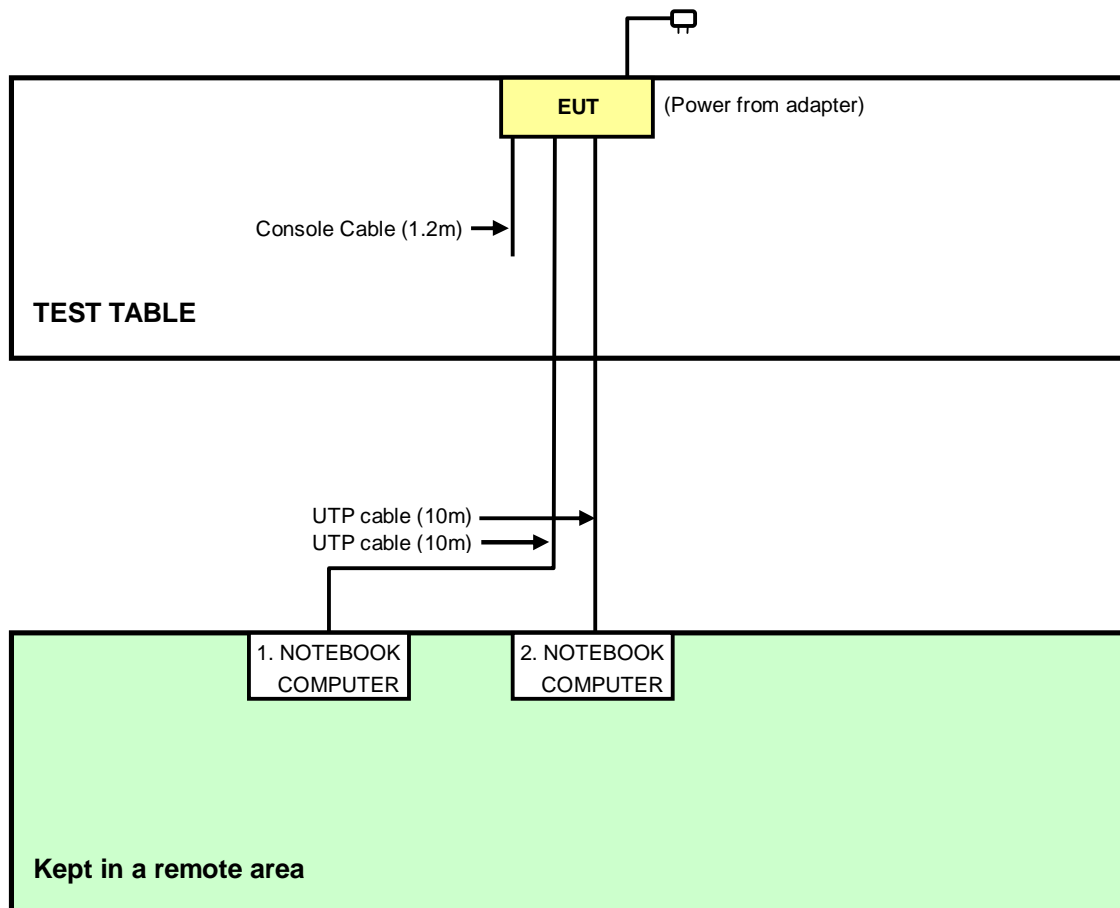 EUT
(Power from adapter)
Console Cable (1.2m)
TEST TABLE
UTP cable (10m)
UTP cable (10m)
1. NOTEBOOK
COMPUTER
2. NOTEBOOK
COMPUTER
Kept in a remote area